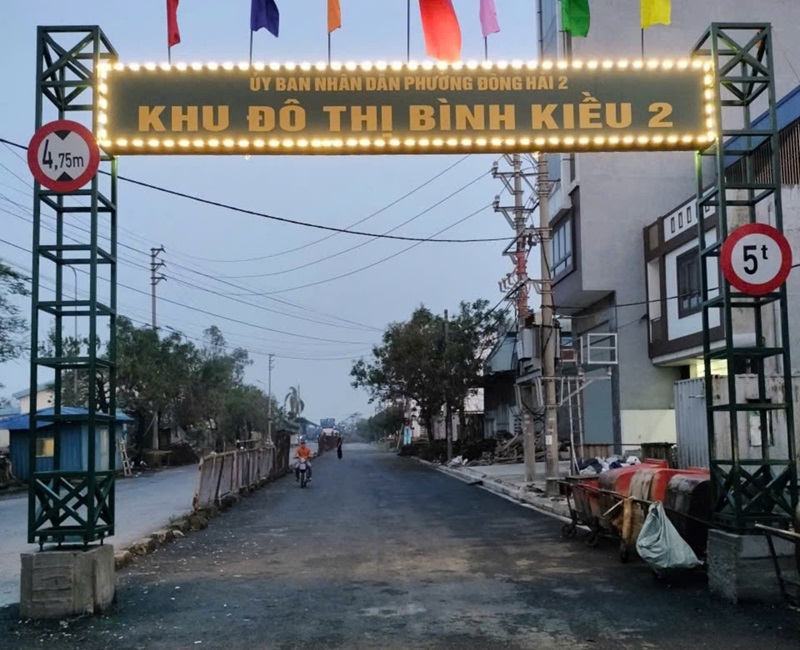 ỦY BAN NHÂN DÂN PHƯỜNG ĐÔNG HẢI 2
KHU ĐÔ THỊ BÌNH KIỀU 2
4,75m
5t